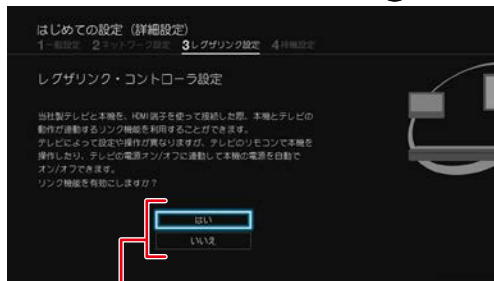 はじめての設定（詳細設定）
1一般設定 2ネットワーク設定 3レグザリンク設定 4待機設定
レグザリンク・コントローラ設定
当社製テレビと本機を、HDMI端子を使って接続した際、本機とテレビの
動作が連動するリンク機能を利用することができます。
テレビによって設定や操作が異なりますが、テレビのリモコンで本機を
操作したり、テレビの電源オン/オフに連動して本機の電源を自動で
オン/オフできます。
リンク機能を有効にしますか？
はい
いいえ